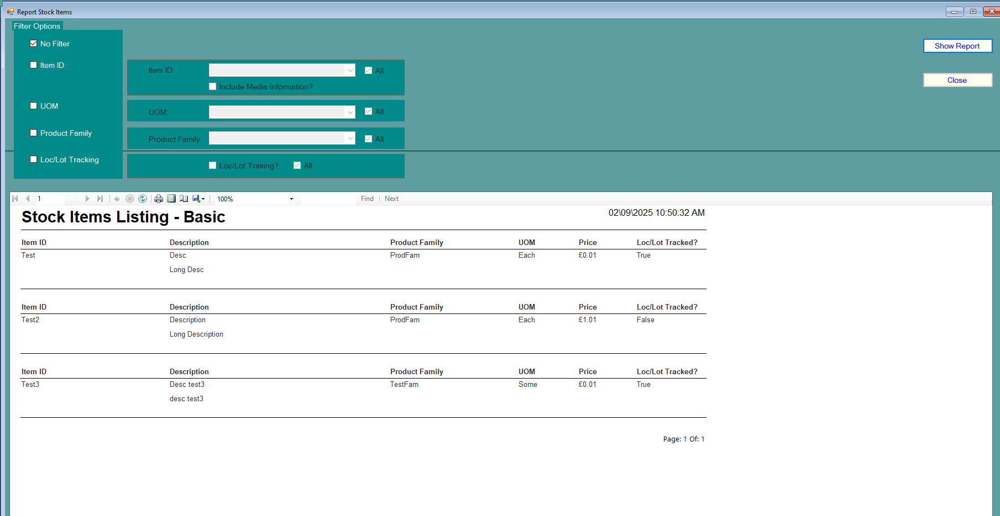 Report Stock Items
Filter Options
No Filter
Show Report
Item ID
Item ID:
All
Include Media Information?
Close
UOM
UOM:
All
Product Family
Product Family:
All
Loc/Lot Tracking
Loc/Lot Traking?
All
1
100%
Find
Next
Stock Items Listing - Basic
02\09\2025 10:50:32 AM
Item ID Description Product Family UOM Price Loc/Lot Tracked?
Test Desc ProdFam Each £0.01 True
Long Desc
Item ID Description Product Family UOM Price Loc/Lot Tracked?
Test2 Description ProdFam Each £1.01 False
Long Description
Item ID Description Product Family UOM Price Loc/Lot Tracked?
Test3 Desc test3 TestFam Some £0.01 True
desc test3
Page: 1 Of: 1